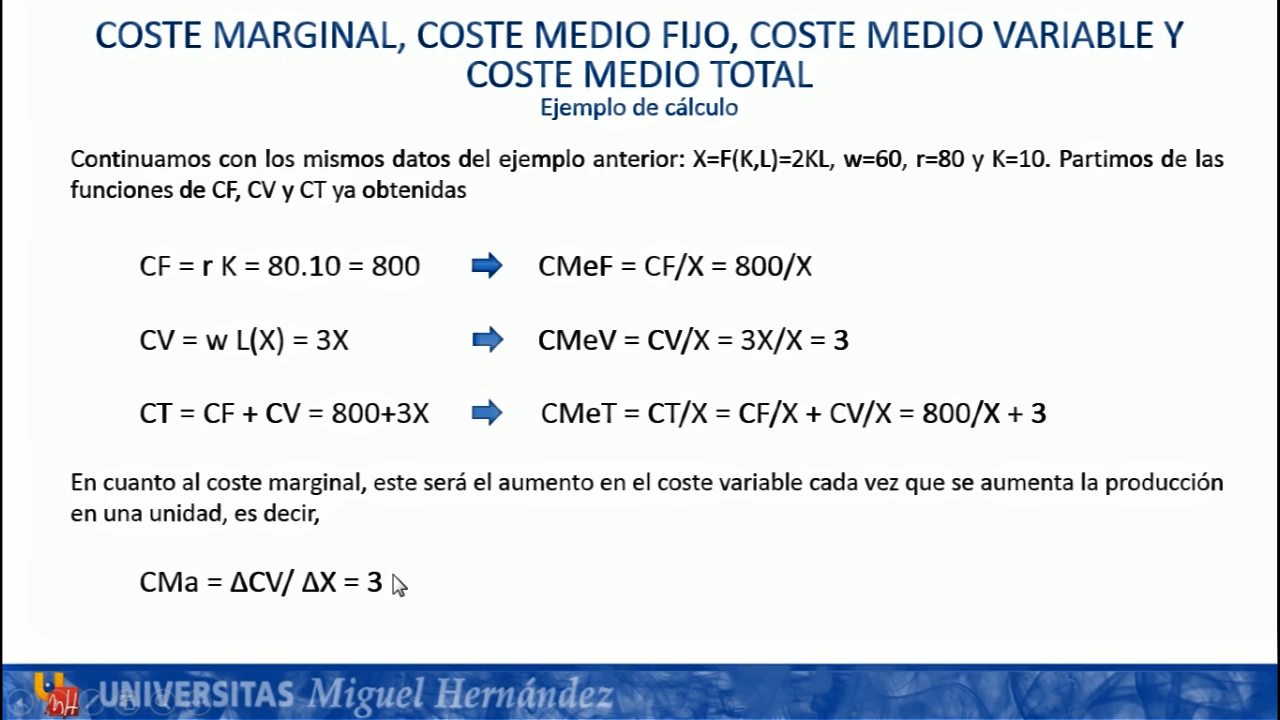 COSTE MARGINAL, COSTE MEDIO FIJO, COSTE MEDIO VARIABLE Y
COSTE MEDIO TOTAL
Ejemplo de cálculo
Continuamos con los mismos datos del ejemplo anterior: X=F(K,L)=2KL, w=60, r=80 y K=10. Partimos de las
funciones de CF, CV y CT ya obtenidas
CF = r K = 80.10 = 800 CMeF = CF/X = 800/X
CV = w L(X) = 3X CMeV = CV/X = 3X/X = 3
CT = CF + CV = 800+3X CMeT = CT/X = CF/X + CV/X = 800/X + 3
En cuanto al coste marginal, este será el aumento en el coste variable cada vez que se aumenta la producción
en una unidad, es decir,
CMa = ΔCV/ ΔX = 3
UNIVERSITAS Miguel Hernández